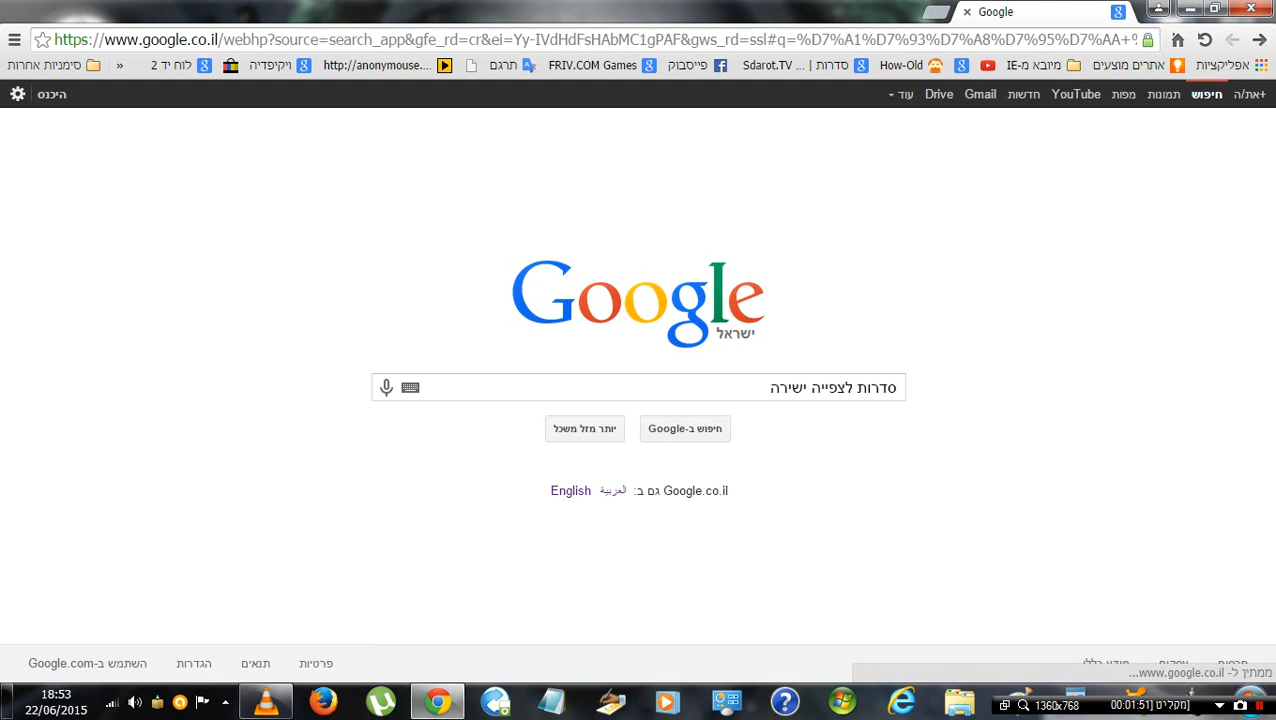 Google
https://www.google.co.il/webhp?source=search_app&gfe_rd=cr&ei=Yy-IVdHdFsHAbMC1gPAF&gws_rd=ssl#q=%D7%A1%D7%93%D7%A8%D7%95%D7%AA+%
אפליקציות אתרים מוצעים מיובא מ-IE How-Old סדרות | Sdarot.TV ... פייסבוק FRIV.COM Games תרגם http://anonymouse.... ויקיפדיה לוח יד 2 » סימניות אחרות
+את/ה חיפוש תמונות מפות YouTube חדשות Gmail Drive עוד היכנס
Google
ישראל
סדרות לצפייה ישירה
חיפוש ב-Google יותר מזל משכל
Google.co.il גם ב: العربية English
פרטיות תנאים הגדרות השתמש ב-Google.com
ממתין ל- www.google.co.il...
18:53
22/06/2015
1360x768 00:01:51 [מקליט]